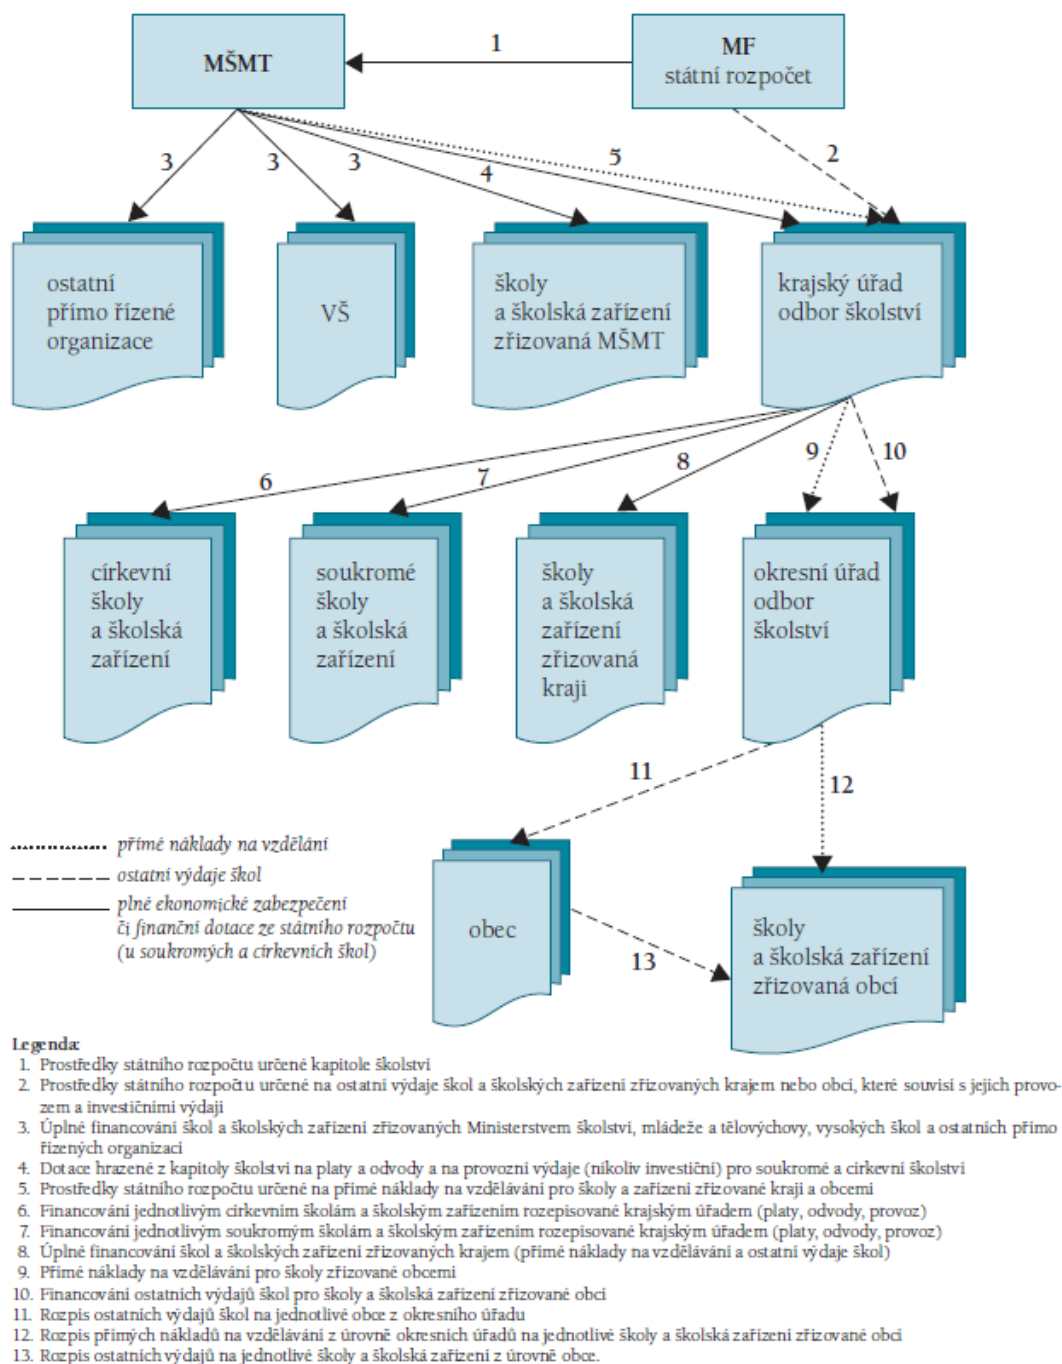 MŠMT
1
MF
státní rozpočet
3
3
3
4
5
2
ostatní
přímo řízené
organizace
VŠ
školy
a školská zařízení
zřizovaná MŠMT
krajský úřad
odbor školství
6
7
8
9
10
církevní
školy
a školská
zařízení
soukromé
školy
a školská
zařízení
školy
a školská
zařízení
zřizovaná
kraji
okresní úřad
odbor
školství
11
12
přímé náklady na vzdělání
ostatní výdaje škol
plné ekonomické zabezpečení
či finanční dotace ze státního rozpočtu
(u soukromých a církevních škol)
obec
13
školy
a školská zařízení
zřizovaná obcí
Legenda:
1. Prostředky státního rozpočtu určené kapitole školství
2. Prostředky státního rozpočtu určené na ostatní výdaje škol a školských zařízení zřizovaných krajem nebo obcí, které souvisí s jejich provo-
zem a investičními výdaji
3. Úplné financování škol a školských zařízení zřizovaných Ministerstvem školství, mládeže a tělovýchovy, vysokých škol a ostatních přímo
řízených organizací
4. Dotace hrazené z kapitoly školství na platy a odvody a na provozní výdaje (nikoliv investiční) pro soukromé a církevní školství
5. Prostředky státního rozpočtu určené na přímé náklady na vzdělávání pro školy a zařízení zřizované kraji a obcemi
6. Financování jednotlivým církevním školám a školským zařízením rozepisované krajským úřadem (platy, odvody, provoz)
7. Financování jednotlivým soukromým školám a školským zařízením rozepisované krajským úřadem (platy, odvody, provoz)
8. Úplné financování škol a školských zařízení zřizovaných krajem (přímé náklady na vzdělávání a ostatní výdaje škol)
9. Přímé náklady na vzdělávání pro školy zřizované obcemi
10. Financování ostatních výdajů škol pro školy a školská zařízení zřizované obcí
11. Rozpis ostatních výdajů škol na jednotlivé obce z okresního úřadu
12. Rozpis přímých nákladů na vzdělávání z úrovně okresních úřadů na jednotlivé školy a školská zařízení zřizované obcí
13. Rozpis ostatních výdajů na jednotlivé školy a školská zařízení z úrovně obce.